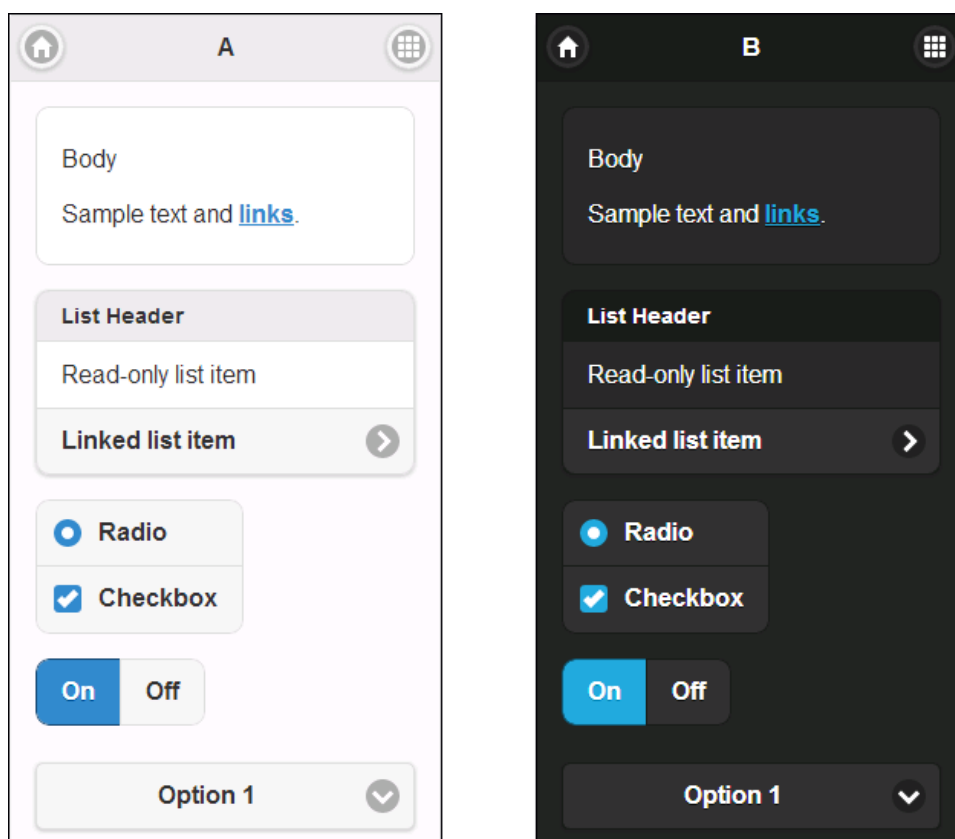 A
Body
Sample text and links.
List Header
Read-only list item
Linked list item
Radio
Checkbox
On Off
Option 1
B
Body
Sample text and links.
List Header
Read-only list item
Linked list item
Radio
Checkbox
On Off
Option 1